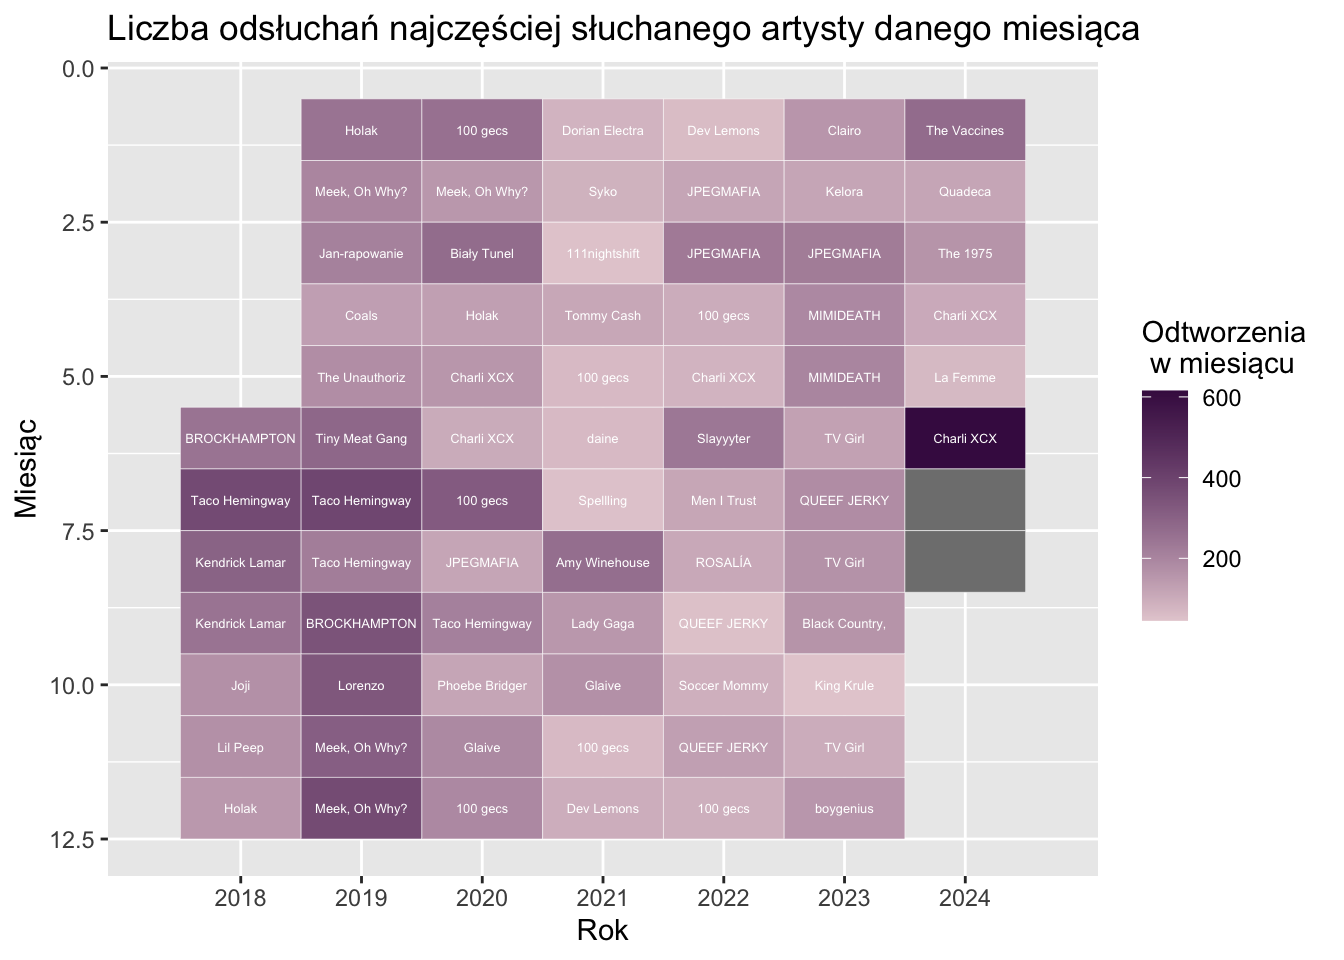 Liczba odsłuchań najczęściej słuchanego artysty danego miesiąca
0.0
Holak 100 gecs Dorian Electra Dev Lemons Clairo The Vaccines
Meek, Oh Why? Meek, Oh Why? Syko JPEGMAFIA Kelora Quadeca
2.5
Jan-rapowanie Biały Tunel 111nightshift JPEGMAFIA JPEGMAFIA The 1975
Coals Holak Tommy Cash 100 gecs MIMIDEATH Charli XCX
5.0 The Unauthoriz Charli XCX 100 gecs Charli XCX MIMIDEATH La Femme
BROCKHAMPTON Tiny Meat Gang Charli XCX daine Slayyyter TV Girl Charli XCX
Taco Hemingway Taco Hemingway 100 gecs Spellling Men I Trust QUEEF JERKY
7.5
Kendrick Lamar Taco Hemingway JPEGMAFIA Amy Winehouse ROSALÍA TV Girl
Kendrick Lamar BROCKHAMPTON Taco Hemingway Lady Gaga QUEEF JERKY Black Country,
10.0 Joji Lorenzo Phoebe Bridger Glaive Soccer Mommy King Krule
Lil Peep Meek, Oh Why? Glaive 100 gecs QUEEF JERKY TV Girl
Holak Meek, Oh Why? 100 gecs Dev Lemons 100 gecs boygenius
12.5
2018 2019 2020 2021 2022 2023 2024
Rok
Miesiąc
Odtworzenia
w miesiącu
600
400
200